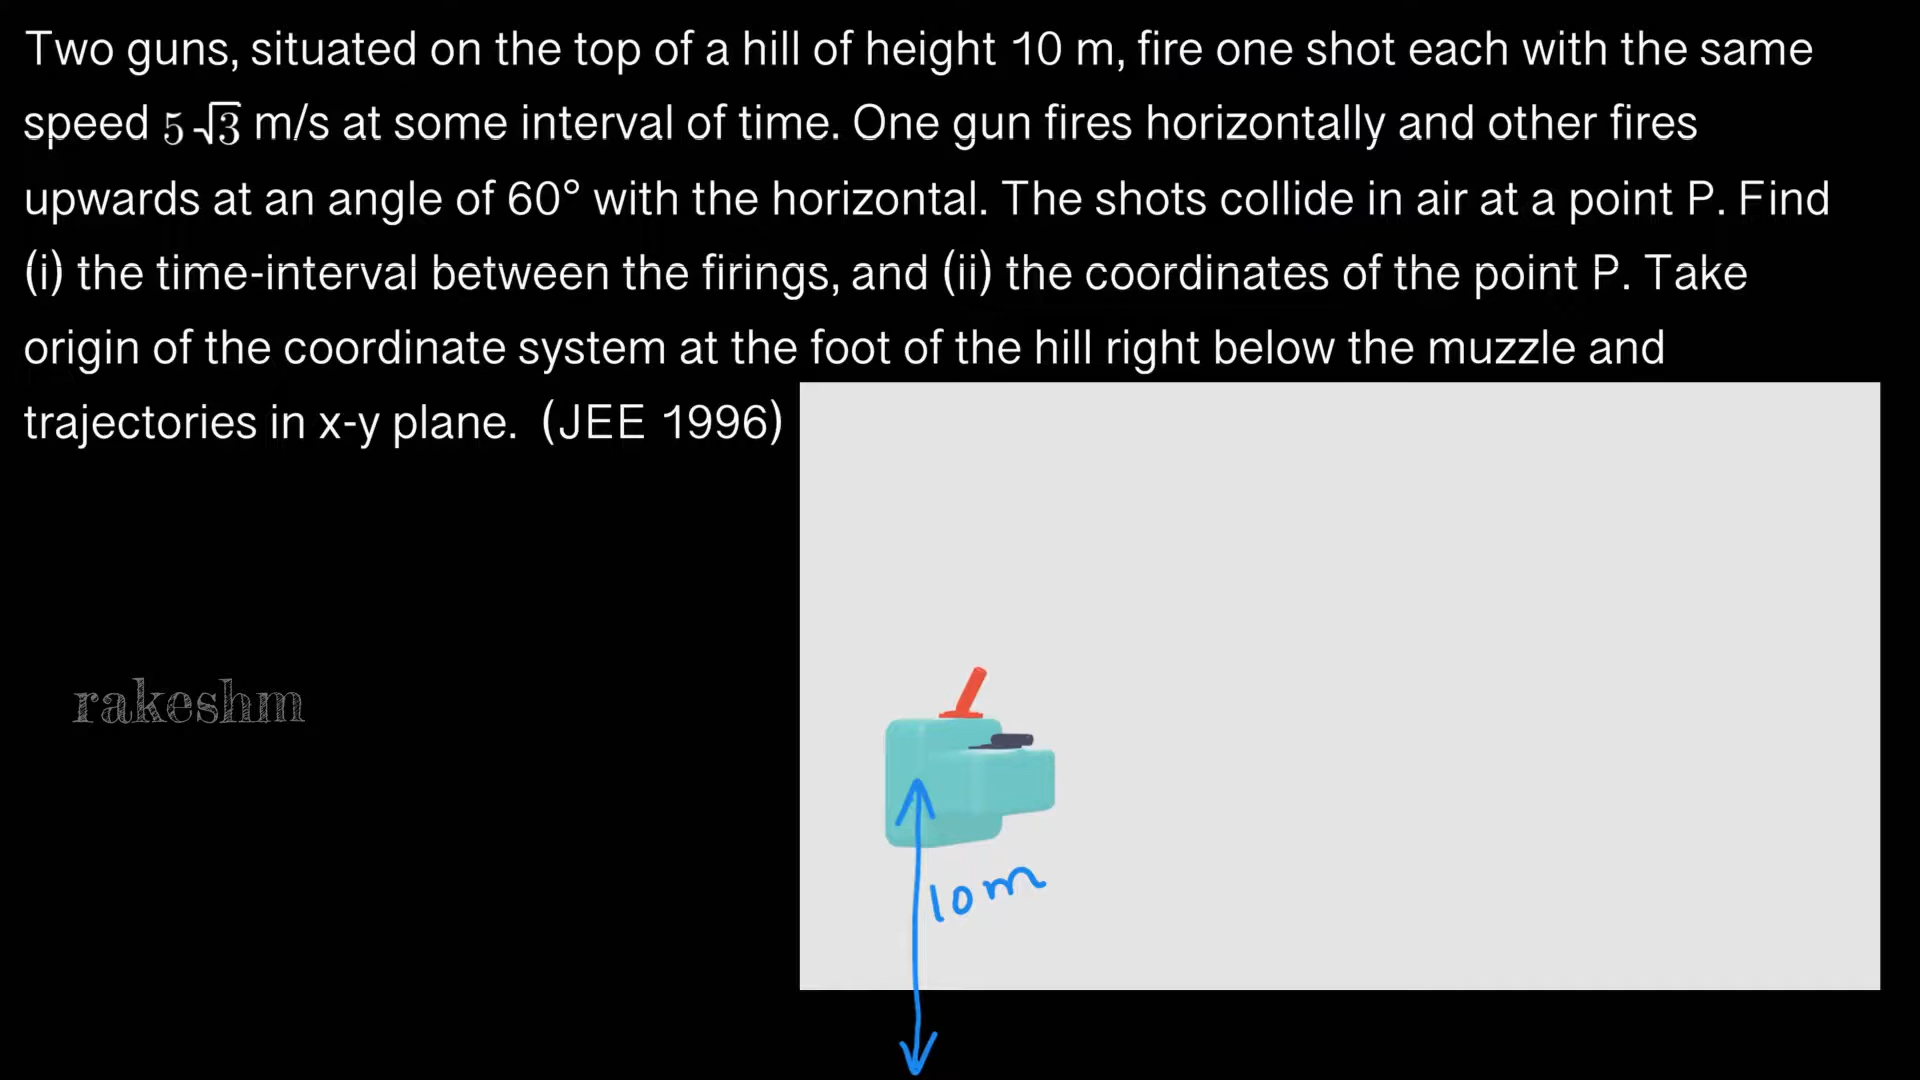 Two guns, situated on the top of a hill of height 10 m, fire one shot each with the same
speed 5√3 m/s at some interval of time. One gun fires horizontally and other fires
upwards at an angle of 60° with the horizontal. The shots collide in air at a point P. Find
(i) the time-interval between the firings, and (ii) the coordinates of the point P. Take
origin of the coordinate system at the foot of the hill right below the muzzle and
trajectories in x-y plane. (JEE 1996)
rakeshm
10m